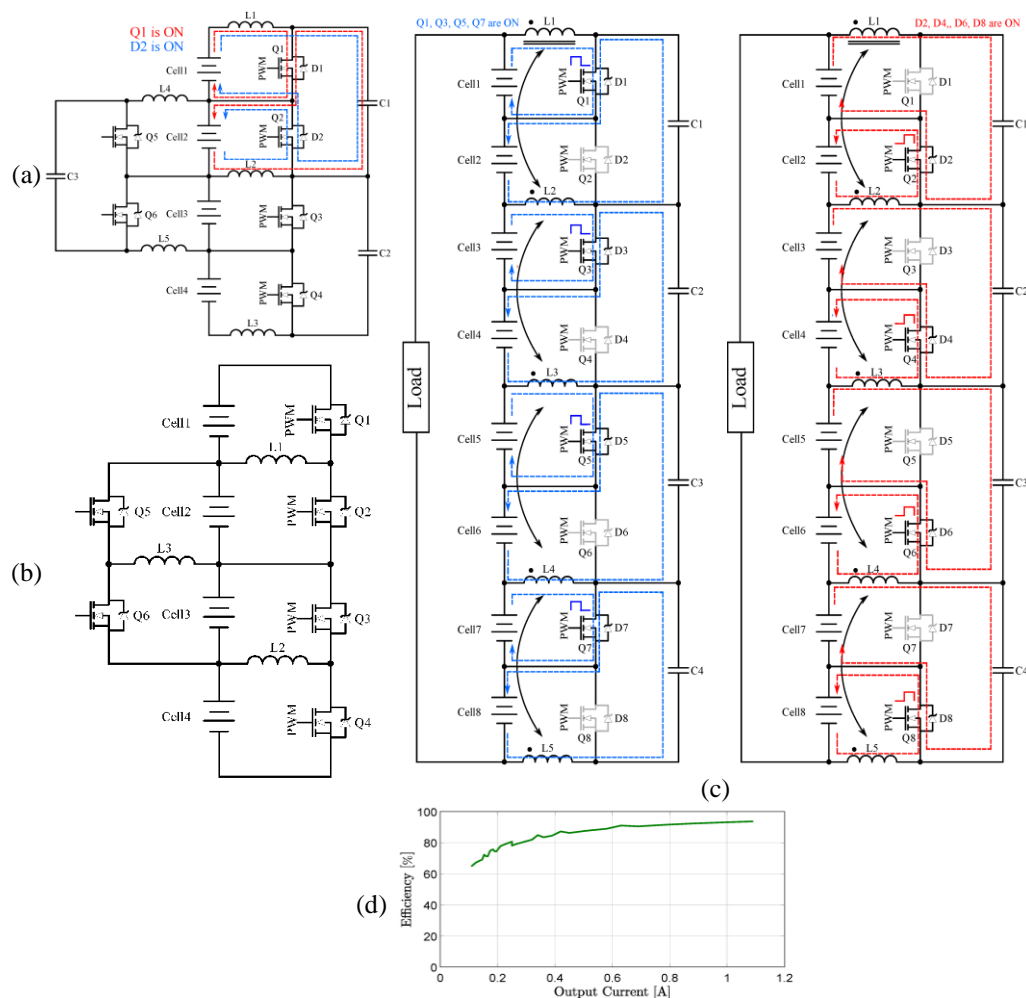 Q1 is ON
D2 is ON
L1
Q1
PWM
D1
Cell1
L4
C1
Q2
Q5
Cell2
PWM
D2
C3
L2
(a)
Q6
Cell3
PWM
Q3
L5
C2
Cell4
PWM
Q4
L3
Cell1
PWM
Q1
L1
Q5
Cell2
PWM
Q2
L3
(b)
Q6
Cell3
PWM
Q3
L2
Cell4
PWM
Q4
Q1, Q3, Q5, Q7 are ON
L1
Cell1
PWM
D1
Q1
C1
Cell2
PWM
D2
Q2
L2
Cell3
PWM
D3
Q3
C2
Cell4
PWM
D4
Q4
Load
L3
Cell5
PWM
D5
Q5
C3
Cell6
PWM
D6
Q6
L4
Cell7
PWM
D7
Q7
C4
Cell8
PWM
D8
Q8
L5
D2, D4,, D6, D8 are ON
L1
Cell1
PWM
D1
Q1
C1
Cell2
PWM
D2
Q2
L2
Cell3
PWM
D3
Q3
C2
Cell4
PWM
D4
Q4
Load
L3
Cell5
PWM
D5
Q5
C3
Cell6
PWM
D6
Q6
L4
Cell7
PWM
D7
Q7
C4
Cell8
PWM
D8
Q8
L5
(c)
100
80
60
40
20
0
Efficiency [%]
(d)
0 0.2 0.4 0.6 0.8 1 1.2
Output Current [A]